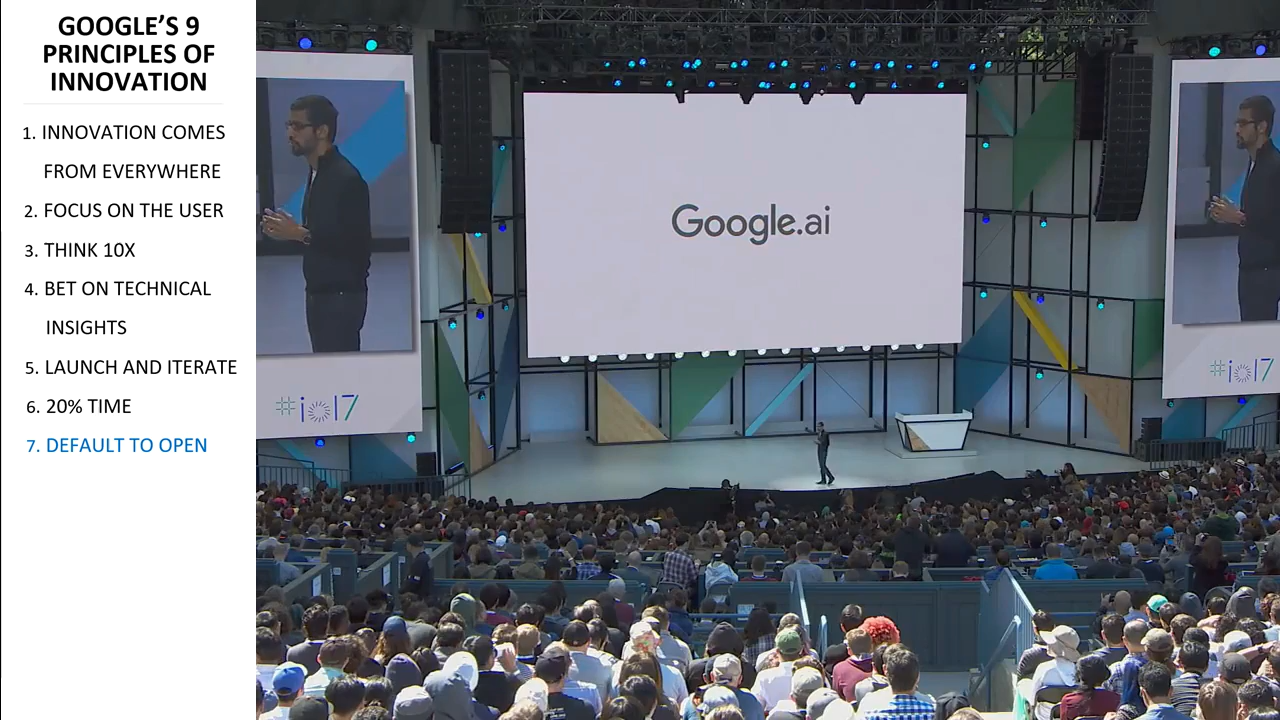 GOOGLE'S 9
PRINCIPLES OF
INNOVATION
1. INNOVATION COMES
FROM EVERYWHERE
2. FOCUS ON THE USER
3. THINK 10X
4. BET ON TECHNICAL
INSIGHTS
5. LAUNCH AND ITERATE
6. 20% TIME
7. DEFAULT TO OPEN
Google.ai
#io17
#io17